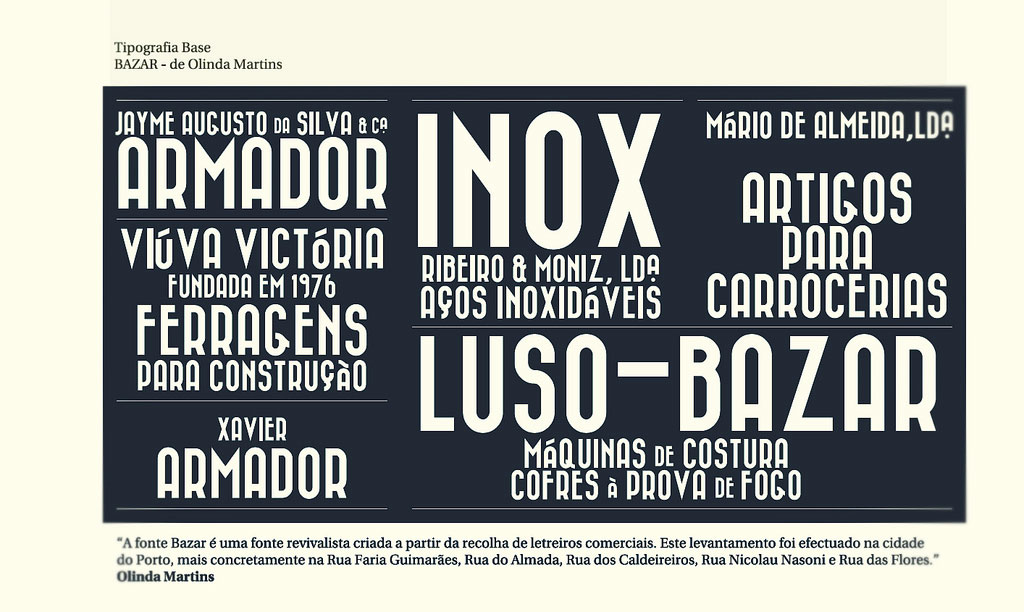 Tipografia Base
BAZAR - de Olinda Martins
JAYME AUGUSTO DA SILVA & Cª
ARMADOR
VIÚVA VICTÓRIA
FUNDADA EM 1976
FERRAGENS
PARA CONSTRUÇÃO
XAVIER
ARMADOR
INOX
RIBEIRO & MONIZ, LDª
AÇOS INOXIDÁVEIS
MÁRIO DE ALMEIDA, LDª
ARTIGOS
PARA
CARROCERIAS
LUSO-BAZAR
MÁQUINAS DE COSTURA
COFRES À PROVA DE FOGO
“A fonte Bazar é uma fonte revivalista criada a partir da recolha de letreiros comerciais. Este levantamento foi efectuado na cidade
do Porto, mais concretamente na Rua Faria Guimarães, Rua do Almada, Rua dos Caldeireiros, Rua Nicolau Nasoni e Rua das Flores.”
Olinda Martins